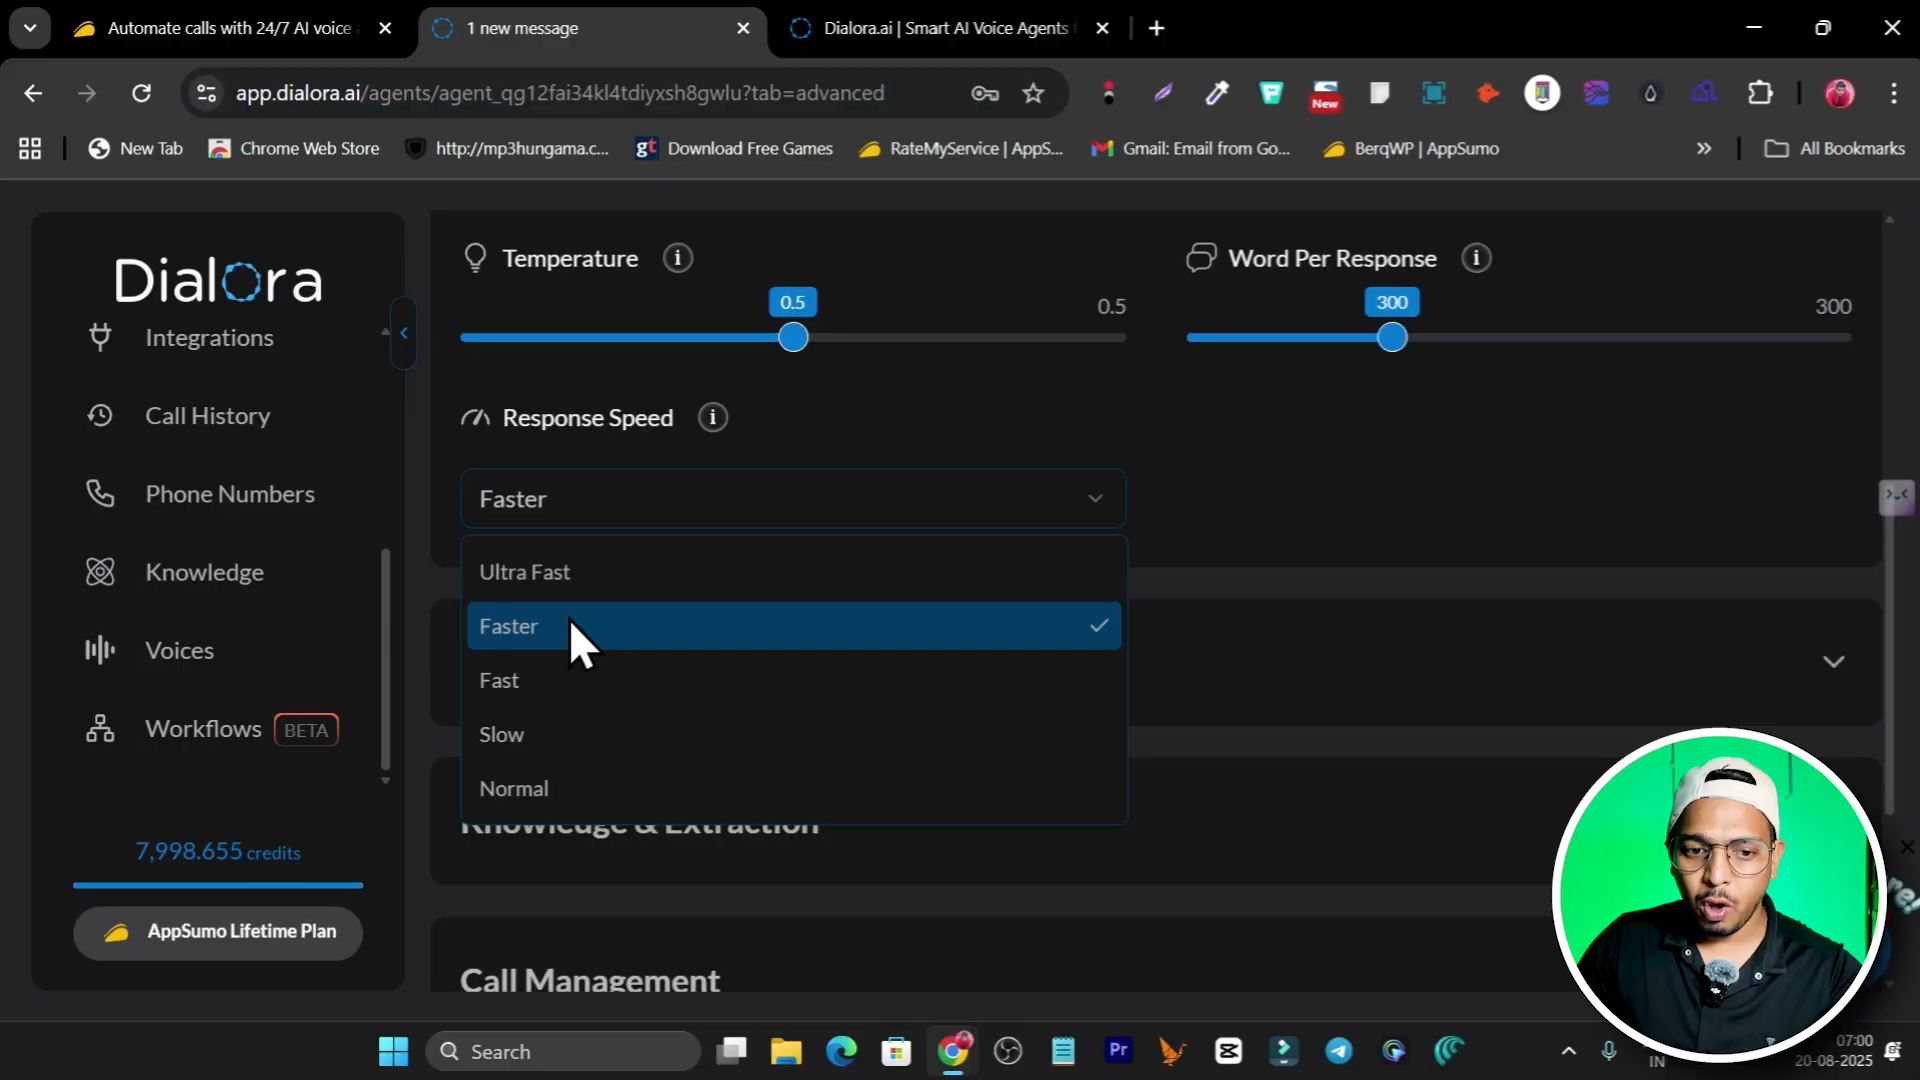 Automate calls with 24/7 AI voice
1 new message
Dialora.ai | Smart AI Voice Agents
app.dialora.ai/agents/agent_qg12fai34kl4tdiyxsh8gwlu?tab=advanced
New
New Tab
Chrome Web Store
http://mp3hungama.c...
gt
Download Free Games
RateMyService | AppS...
Gmail: Email from Go...
BerqWP | AppSumo
All Bookmarks
Dialora
Integrations
Call History
Phone Numbers
Knowledge
Voices
Workflows
BETA
7,998.655 credits
AppSumo Lifetime Plan
Temperature
0.5
0.5
Word Per Response
300
300
Response Speed
Faster
Ultra Fast
Faster
Fast
Slow
Normal
Knowledge & Extraction
Call Management
Search
Pr
IN
07:00
20-08-2025